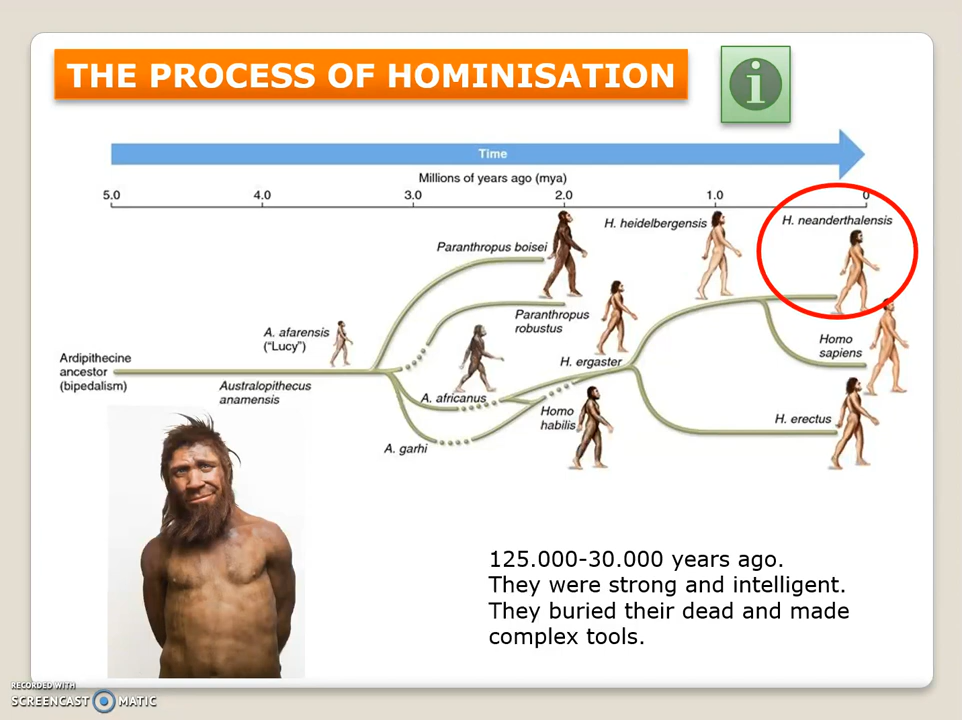 THE PROCESS OF HOMINISATION
i
Time
Millions of years ago (mya)
5.0 4.0 3.0 2.0 1.0 0
H. heidelbergensis
H. neanderthalensis
Paranthropus boisei
Paranthropus
robustus
A. afarensis
("Lucy")
Homo
sapiens
Ardipithecine
ancestor
(bipedalism)
H. ergaster
Australopithecus
anamensis
A. africanus
Homo
habilis
H. erectus
A. garhi
125.000-30.000 years ago.
They were strong and intelligent.
They buried their dead and made
complex tools.
RECORDED WITH
SCREENCAST MATIC